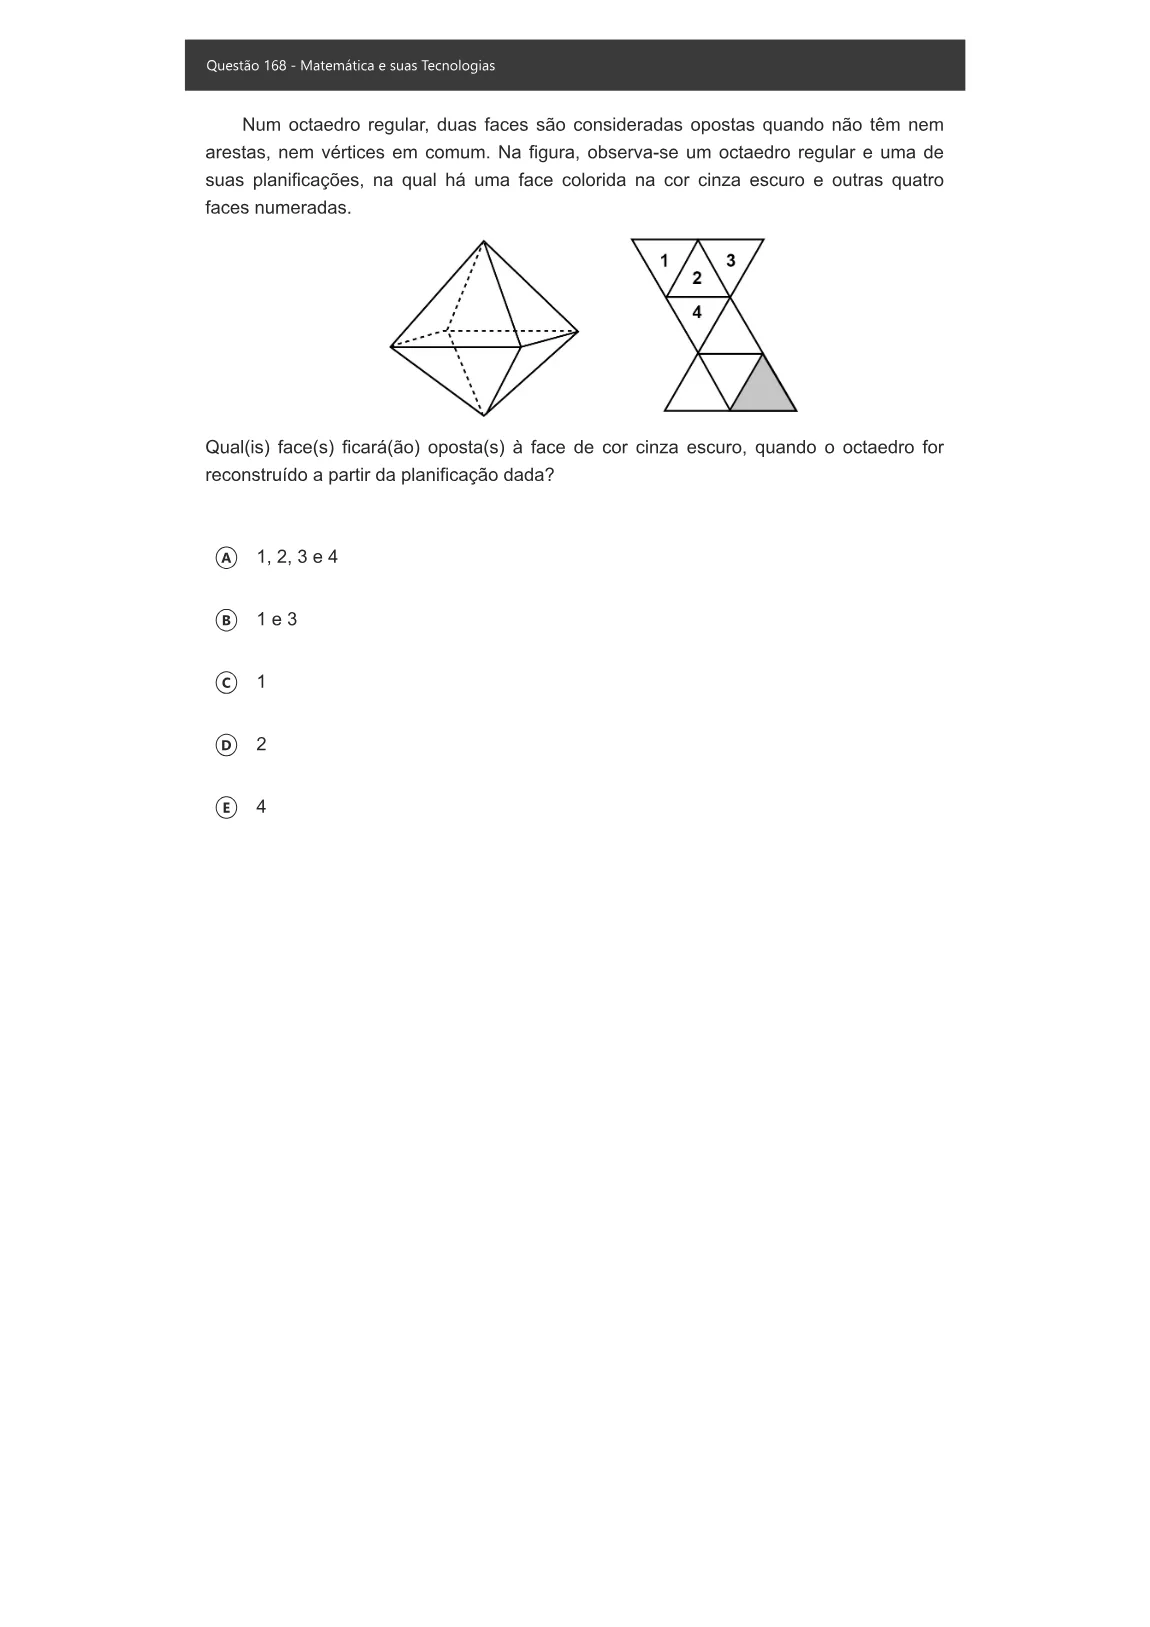 Questão 168 - Matemática e suas Tecnologias
Num octaedro regular, duas faces são consideradas opostas quando não têm nem
arestas, nem vértices em comum. Na figura, observa-se um octaedro regular e uma de
suas planificações, na qual há uma face colorida na cor cinza escuro e outras quatro
faces numeradas.
1 3
2
4
Qual(is) face(s) ficará(ão) oposta(s) à face de cor cinza escuro, quando o octaedro for
reconstruído a partir da planificação dada?
A 1, 2, 3 e 4
B 1 e 3
C 1
D 2
E 4